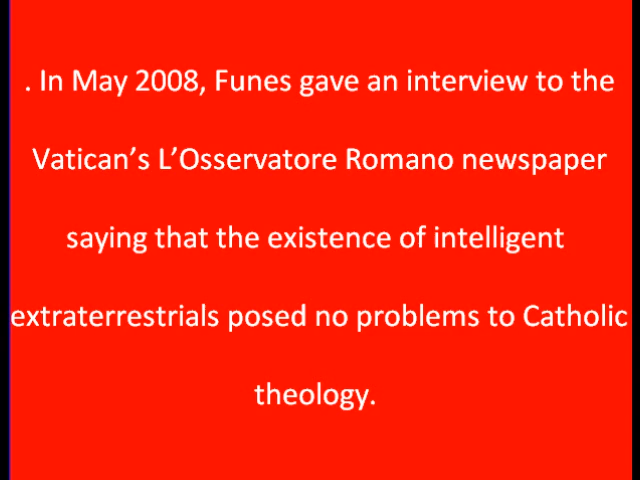 . In May 2008, Funes gave an interview to the
Vatican’s L’Osservatore Romano newspaper
saying that the existence of intelligent
extraterrestrials posed no problems to Catholic
theology.